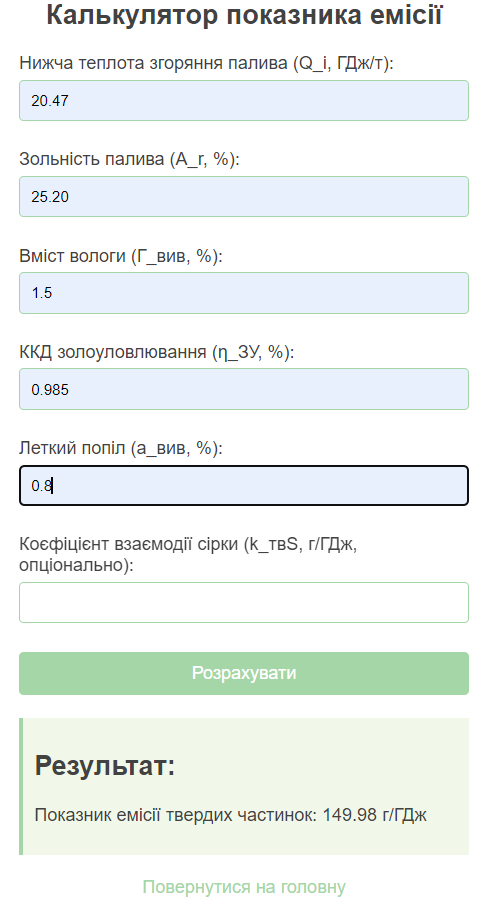 Калькулятор показника емісії
Нижча теплота згоряння палива (Q_i, ГДж/т):
20.47
Зольність палива (A_r, %):
25.20
Вміст вологи (Г_вив, %):
1.5
ККД золоуловлювання (η_ЗУ, %):
0.985
Леткий попіл (a_вив, %):
0.8
Коефіцієнт взаємодії сірки (k_твS, г/ГДж,
опціонально):
Розрахувати
Результат:
Показник емісії твердих частинок: 149.98 г/ГДж
Повернутися на головну